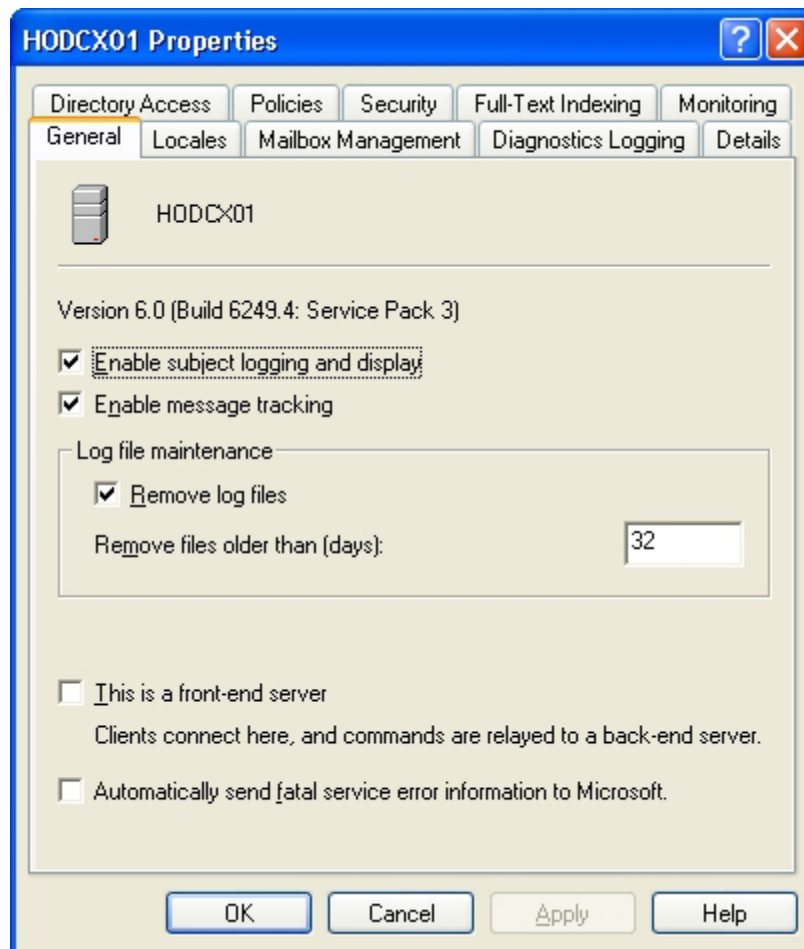 HODCX01 Properties
Directory Access Policies Security Full-Text Indexing Monitoring
General Locales Mailbox Management Diagnostics Logging Details
HODCX01
Version 6.0 (Build 6249.4: Service Pack 3)
Enable subject logging and display
Enable message tracking
Log file maintenance
Remove log files
Remove files older than (days): 32
This is a front-end server
Clients connect here, and commands are relayed to a back-end server.
Automatically send fatal service error information to Microsoft.
OK Cancel Apply Help